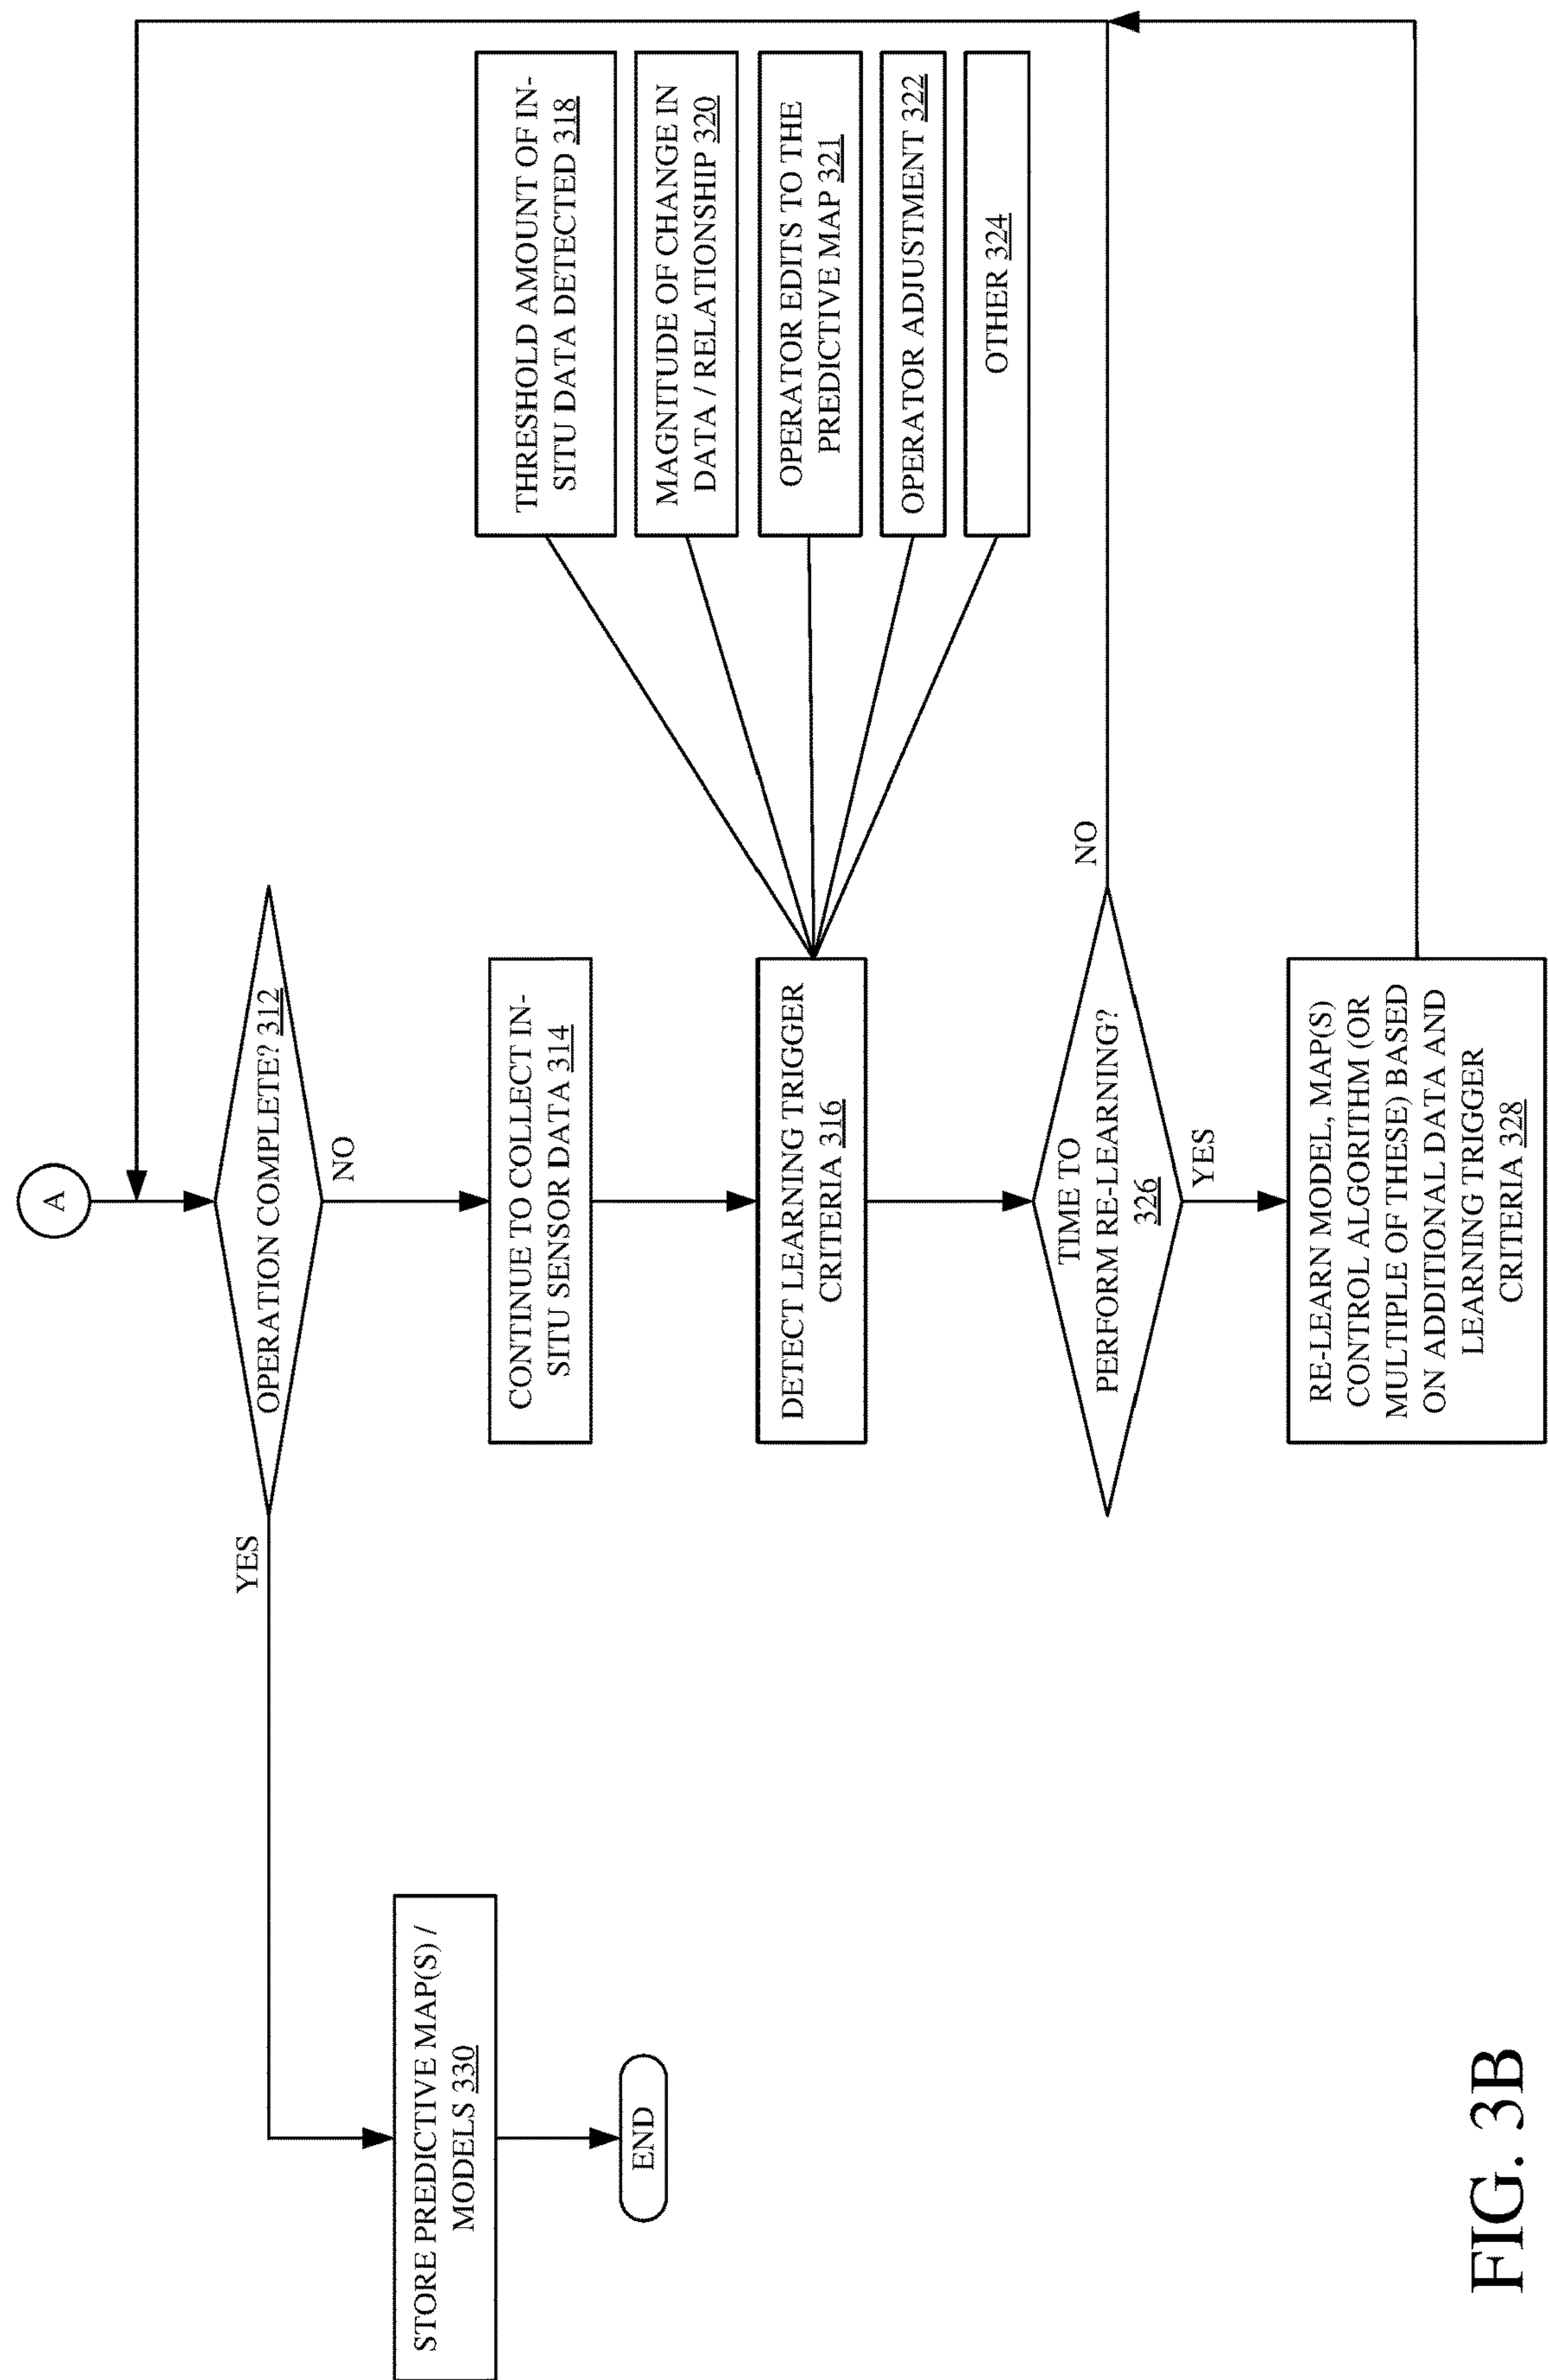 A
OPERATION COMPLETE? 312
YES
NO
STORE PREDICTIVE MAP(S) /
MODELS 330
END
CONTINUE TO COLLECT IN-
SITU SENSOR DATA 314
DETECT LEARNING TRIGGER
CRITERIA 316
THRESHOLD AMOUNT OF IN-
SITU DATA DETECTED 318
MAGNITUDE OF CHANGE IN
DATA / RELATIONSHIP 320
OPERATOR EDITS TO THE
PREDICTIVE MAP 321
OPERATOR ADJUSTMENT 322
OTHER 324
TIME TO
PERFORM RE-LEARNING?
326
NO
YES
RE-LEARN MODEL, MAP(S)
CONTROL ALGORITHM (OR
MULTIPLE OF THESE) BASED
ON ADDITIONAL DATA AND
LEARNING TRIGGER
CRITERIA 328
FIG. 3B